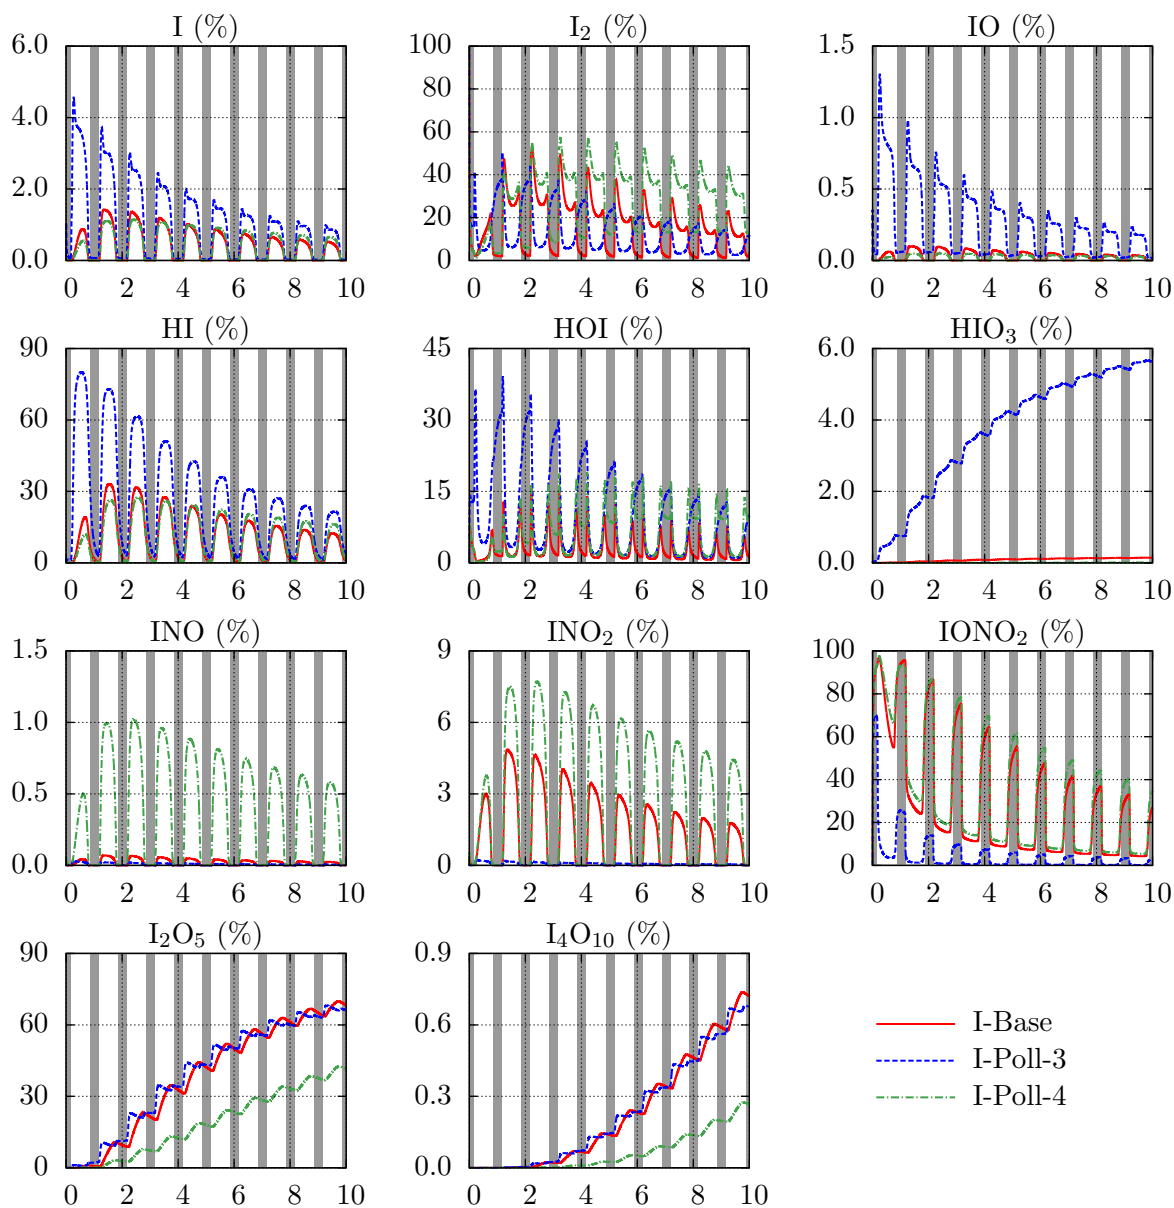 I (%)
6.0
4.0
2.0
0.0
0 2 4 6 8 10
I₂ (%)
100
80
60
40
20
0
0 2 4 6 8 10
IO (%)
1.5
1.0
0.5
0.0
0 2 4 6 8 10
HI (%)
90
60
30
0
0 2 4 6 8 10
HOI (%)
45
30
15
0
0 2 4 6 8 10
HIO₃ (%)
6.0
4.0
2.0
0.0
0 2 4 6 8 10
INO (%)
1.5
1.0
0.5
0.0
0 2 4 6 8 10
INO₂ (%)
9
6
3
0
0 2 4 6 8 10
IONO₂ (%)
100
80
60
40
20
0
0 2 4 6 8 10
I₂O₅ (%)
90
60
30
0
0 2 4 6 8 10
I₄O₁₀ (%)
0.9
0.6
0.3
0.0
0 2 4 6 8 10
I-Base
I-Poll-3
I-Poll-4